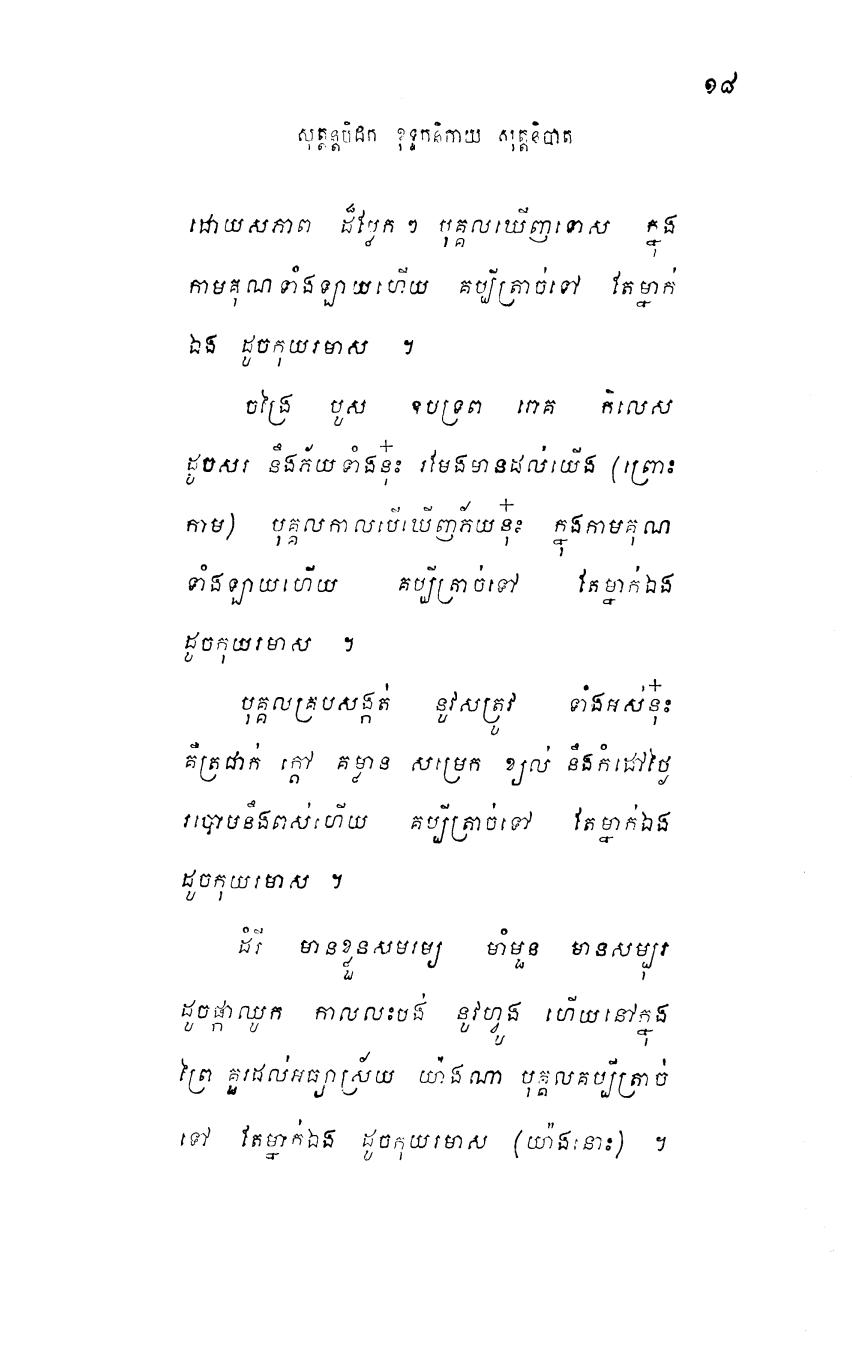 ១៨
សុត្តន្តបិដក ខុទ្ទកនិកាយ សុត្តនិបាត
ដោយសភាព ដ៏ប្លែក ៗ បុគ្គលឃើញទោស ក្នុង
កាមគុណទាំងឡាយហើយ គប្បីត្រាច់ទៅ តែម្នាក់
ឯង ដូចកុយរមាស ។
ចង្រៃ បូស ឧបទ្រព រោគ កិលេស
ដូចសរ នឹងភ័យទាំងនុ៎ះ រមែងមានដល់យើង (ព្រោះ
កាម) បុគ្គលកាលបើឃើញភ័យនុ៎ះ ក្នុងកាមគុណ
ទាំងឡាយហើយ គប្បីត្រាច់ទៅ តែម្នាក់ឯង
ដូចកុយរមាស ។
បុគ្គលគ្របសង្កត់ នូវសត្រូវ ទាំងអស់នុ៎ះ
គឺត្រជាក់ ក្តៅ គម្លាន សម្រេក ខ្យល់ នឹងកំដៅថ្ងៃ
របោមនឹងពស់ហើយ គប្បីត្រាច់ទៅ តែម្នាក់ឯង
ដូចកុយរមាស ។
ដំរី មានខ្លួនសមរម្យ មាំមួន មានសម្បុរ
ដូចផ្កាឈូក កាលលះបង់ នូវហ្វូង ហើយនៅក្នុង
ព្រៃ គួរដល់អធ្យាស្រ័យ យ៉ាងណា បុគ្គលគប្បីត្រាច់
ទៅ តែម្នាក់ឯង ដូចកុយរមាស (យ៉ាងនោះ) ។